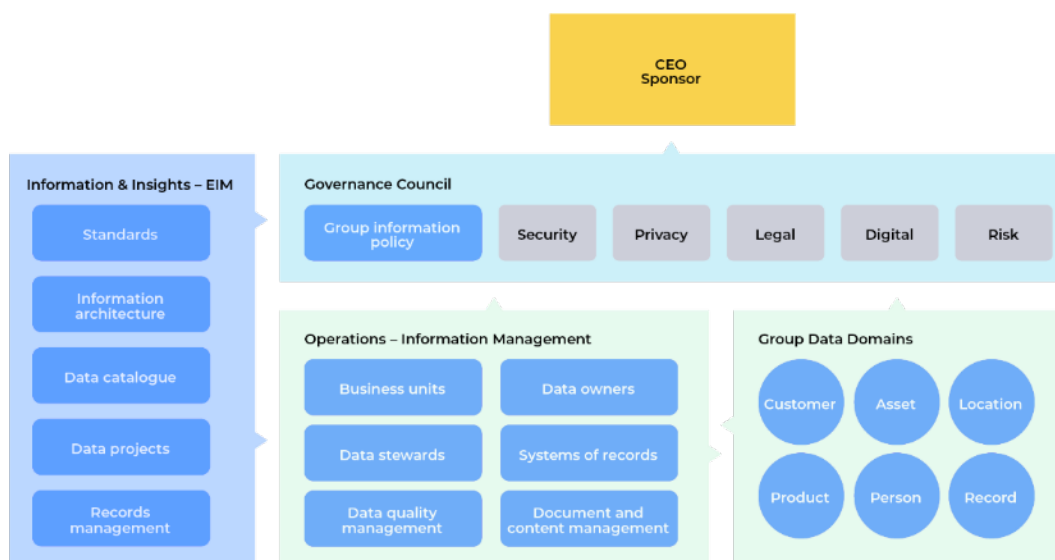 CEO
Sponsor
Information & Insights – EIM
Standards
Information
architecture
Data catalogue
Data projects
Records
management
Governance Council
Group information
policy
Security
Privacy
Legal
Digital
Risk
Operations – Information Management
Business units
Data owners
Data stewards
Systems of records
Data quality
management
Document and
content management
Group Data Domains
Customer
Asset
Location
Product
Person
Record